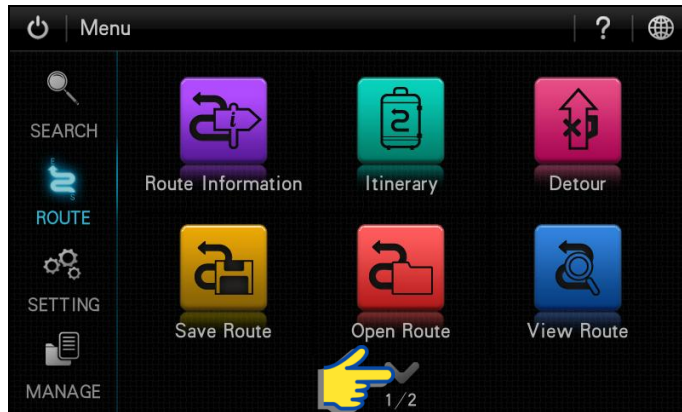 Menu
?
SEARCH
ROUTE
SETTING
MANAGE
Route Information
Itinerary
Detour
Save Route
Open Route
View Route
1/2